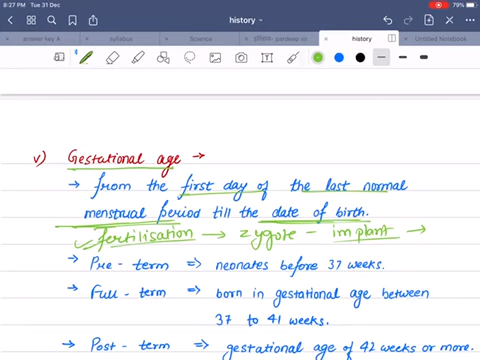 8:27 PM Tue 31 Dec
79%
history
answer key A
syllabus
Science
history
Untitled Notebook
v) Gestational age →
→ from the first day of the last normal
menstrual period till the date of birth.
fertilisation → zygote - implant →
→ Pre-term ⇒ neonates before 37 weeks.
→ Full-term ⇒ born in gestational age between
37 to 41 weeks.
→ Post-term ⇒ gestational age of 42 weeks or more.